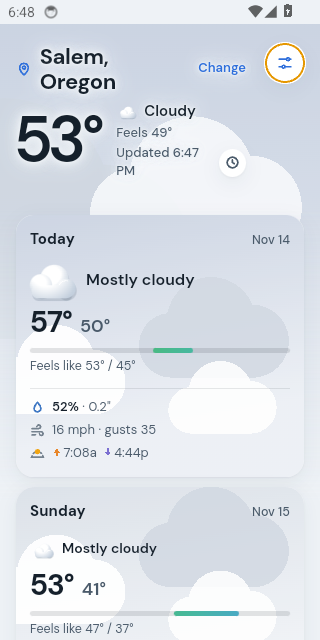 6:48
Salem,
Oregon
Change
53°
Cloudy
Feels 49°
Updated 6:47
PM
Today
Nov 14
Mostly cloudy
57° 50°
Feels like 53° / 45°
52% · 0.2"
16 mph · gusts 35
7:08a 4:44p
Sunday
Nov 15
Mostly cloudy
53° 41°
Feels like 47° / 37°